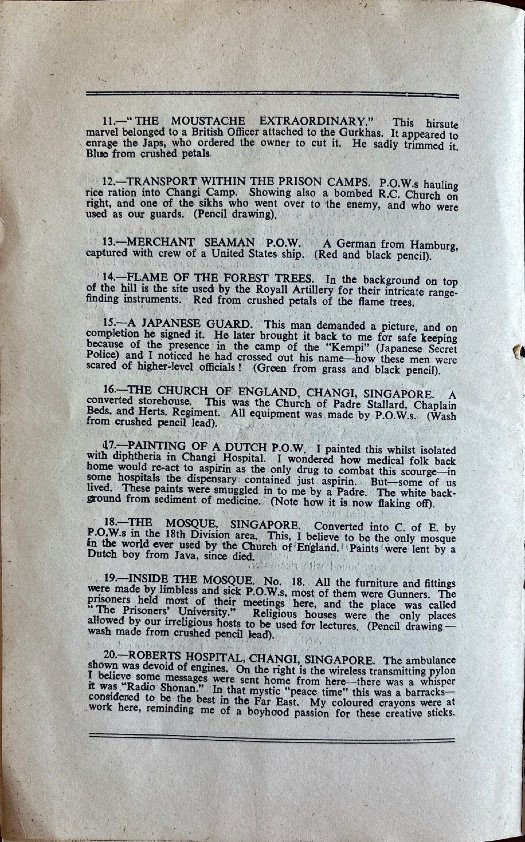 11.—“THE MOUSTACHE EXTRAORDINARY.” This hirsute
marvel belonged to a British Officer attached to the Gurkhas. It appeared to
enrage the Japs, who ordered the owner to cut it. He sadly trimmed it.
Blue from crushed petals.
12.—TRANSPORT WITHIN THE PRISON CAMPS. P.O.W.s hauling
rice ration into Changi Camp. Showing also a bombed R.C. Church on
right, and one of the sikhs who went over to the enemy, and who were
used as our guards. (Pencil drawing).
13.—MERCHANT SEAMAN P.O.W. A German from Hamburg,
captured with crew of a United States ship. (Red and black pencil).
14.—FLAME OF THE FOREST TREES. In the background on top
of the hill is the site used by the Royall Artillery for their intricate range-
finding instruments. Red from crushed petals of the flame trees.
15.—A JAPANESE GUARD. This man demanded a picture, and on
completion he signed it. He later brought it back to me for safe keeping
because of the presence in the camp of the “Kempi” (Japanese Secret
Police) and I noticed he had crossed out his name—how these men were
scared of higher-level officials ! (Green from grass and black pencil).
16.—THE CHURCH OF ENGLAND, CHANGI, SINGAPORE. A
converted storehouse. This was the Church of Padre Stallard, Chaplain
Beds. and Herts. Regiment. All equipment was made by P.O.W.s. (Wash
from crushed pencil lead).
17.—PAINTING OF A DUTCH P.O.W. I painted this whilst isolated
with diphtheria in Changi Hospital. I wondered how medical folk back
home would re-act to aspirin as the only drug to combat this scourge—in
some hospitals the dispensary contained just aspirin. But—some of us
lived. These paints were smuggled in to me by a Padre. The white back-
ground from sediment of medicine. (Note how it is now flaking off).
18.—THE MOSQUE, SINGAPORE. Converted into C. of E. by
P.O.W.s in the 18th Division area. This, I believe to be the only mosque
in the world ever used by the Church of England. Paints were lent by a
Dutch boy from Java, since died.
19.—INSIDE THE MOSQUE, No. 18. All the furniture and fittings
were made by limbless and sick P.O.W.s, most of them were Gunners. The
prisoners held most of their meetings here, and the place was called
“The Prisoners’ University.” Religious houses were the only places
allowed by our irreligious hosts to be used for lectures. (Pencil drawing—
wash made from crushed pencil lead).
20.—ROBERTS HOSPITAL, CHANGI, SINGAPORE. The ambulance
shown was devoid of engines. On the right is the wireless transmitting pylon
I believe some messages were sent home from here—there was a whisper
it was “Radio Shonan.” In that mystic “peace time” this was a barracks—
considered to be the best in the Far East. My coloured crayons were at
work here, reminding me of a boyhood passion for these creative sticks.